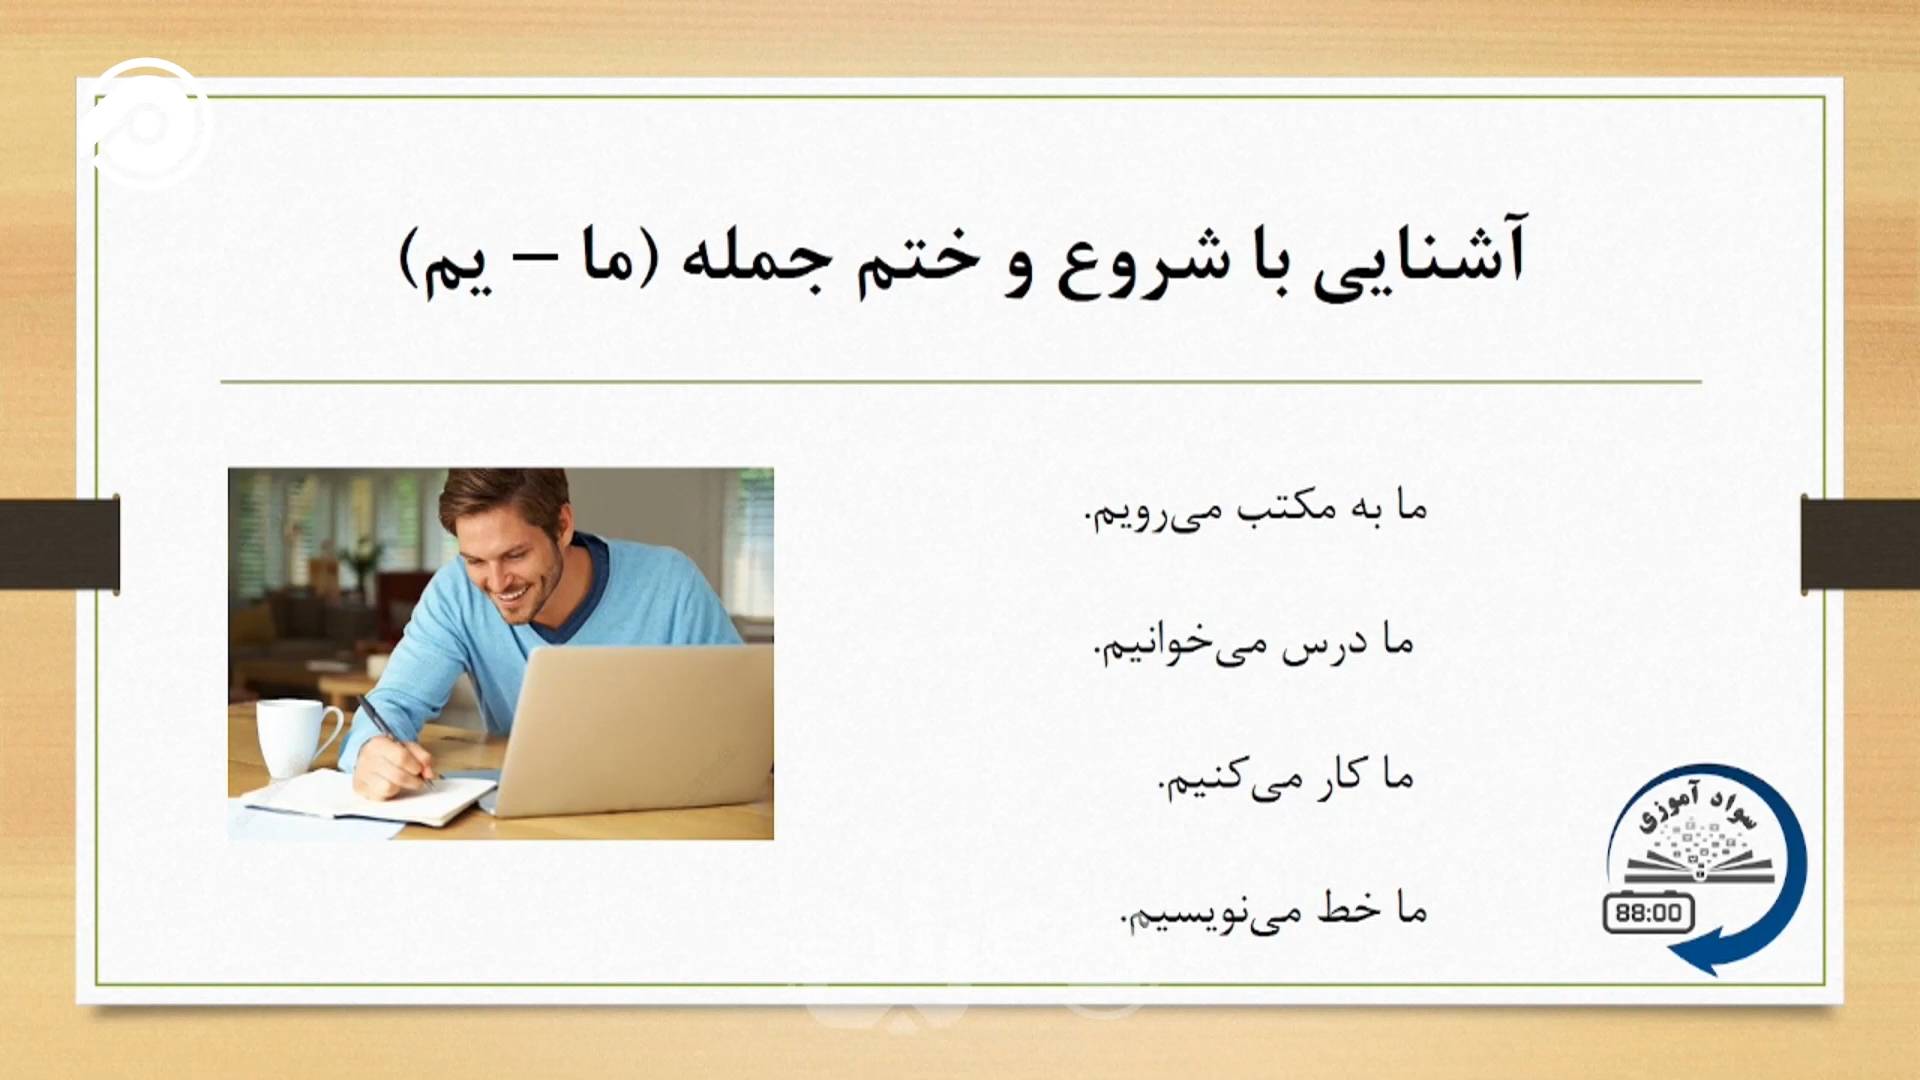 آشنایی با شروع و ختم جمله (ما – یم)
ما به مکتب می‌رویم.
ما درس می‌خوانیم.
ما کار می‌کنیم.
ما خط می‌نویسیم.
سواد آموزی
88:00